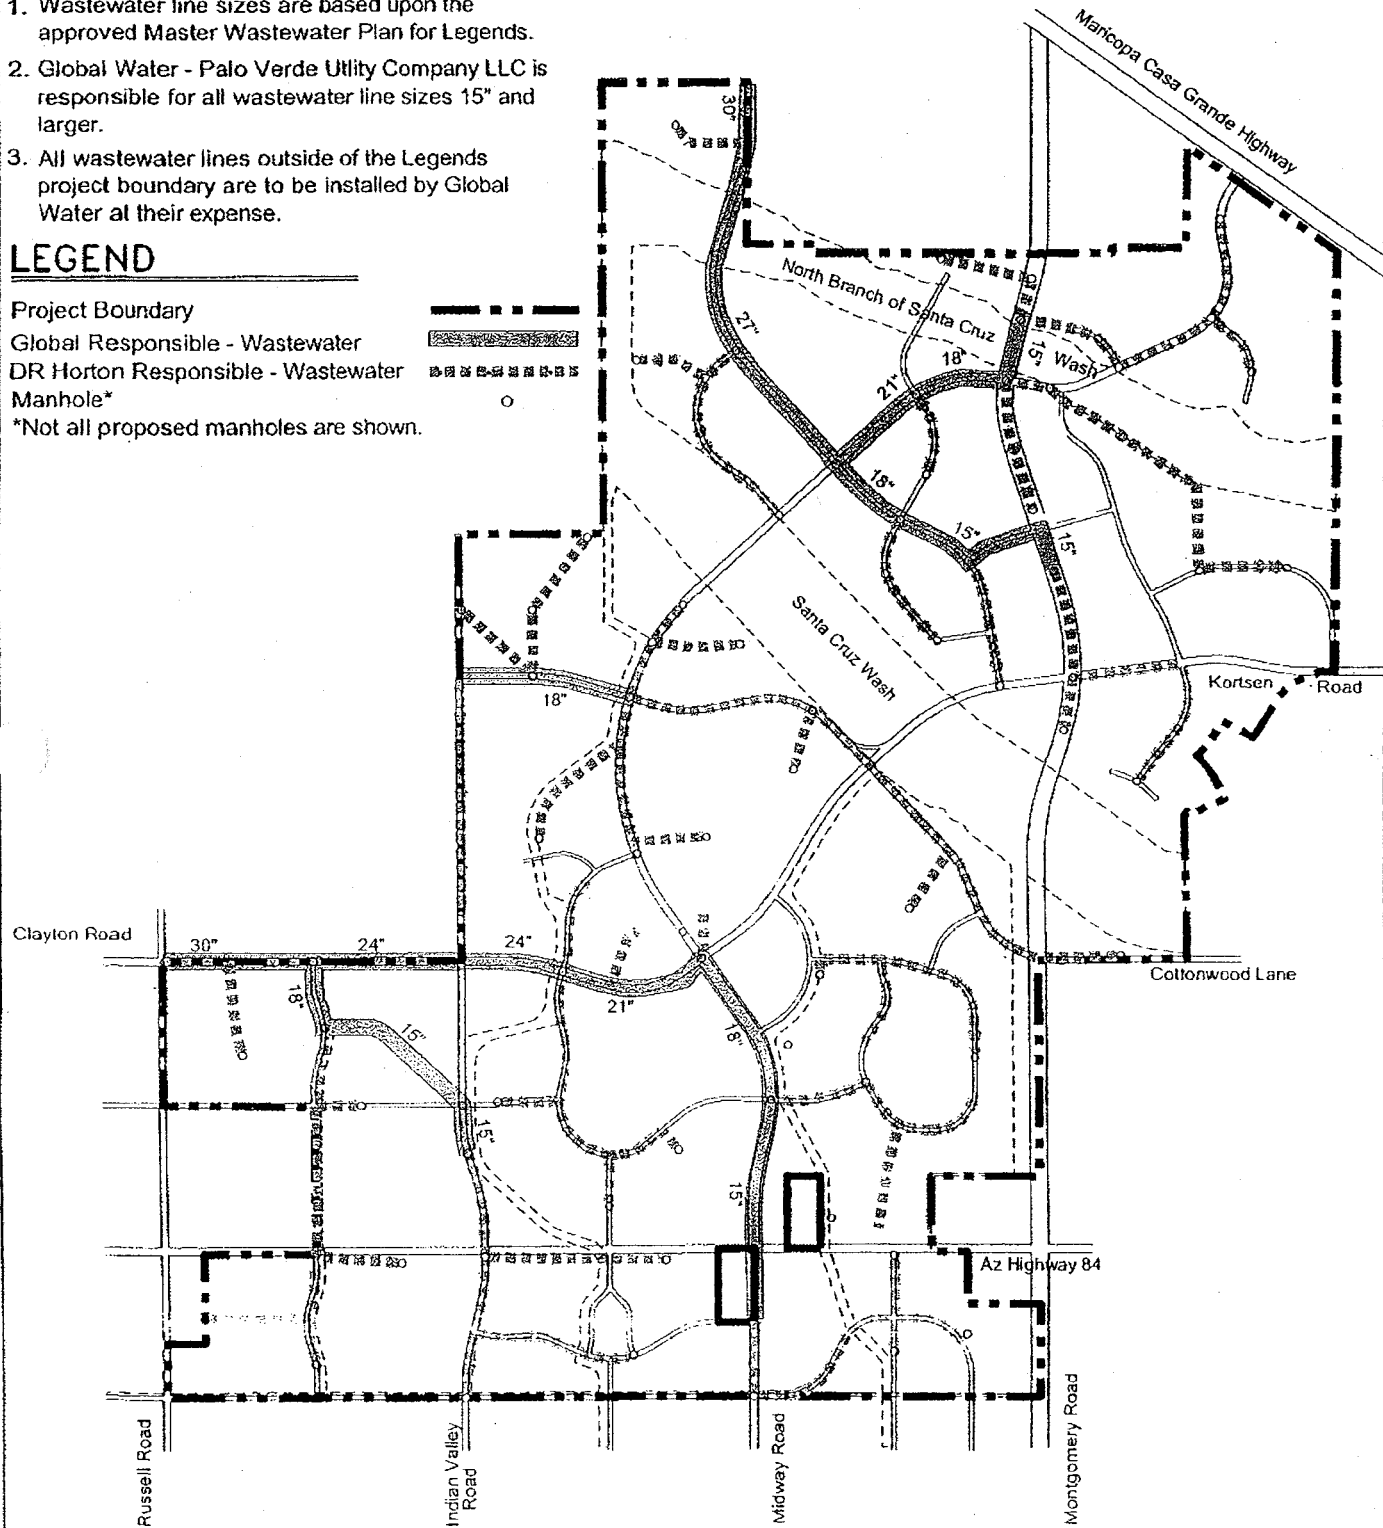 1. Wastewater line sizes are based upon the
approved Master Wastewater Plan for Legends.
2. Global Water - Palo Verde Utlity Company LLC is
responsible for all wastewater line sizes 15" and
larger.
3. All wastewater lines outside of the Legends
project boundary are to be installed by Global
Water at their expense.
LEGEND
Project Boundary
Global Responsible - Wastewater
DR Horton Responsible - Wastewater
Manhole*
*Not all proposed manholes are shown.
Maricopa Casa Grande Highway
30"
North Branch of Santa Cruz
Wash
27"
15"
18"
21"
18"
15"
15"
Santa Cruz Wash
Kortsen Road
18"
Clayton Road
30"
24"
24"
Cottonwood Lane
18"
21"
15"
18"
15"
15"
Az Highway 84
Russell Road
Indian Valley
Road
Midway Road
Montgomery Road